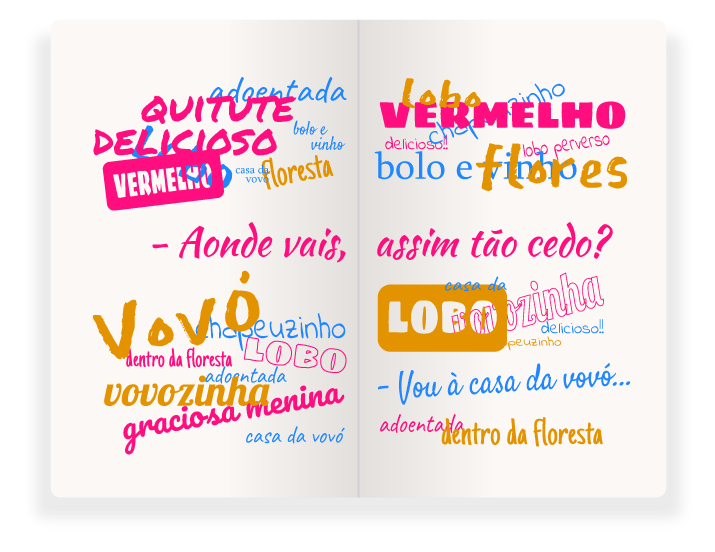 adoentada
QUITUTE
DELICIOSO
bolo e
vinho
Lobo
VERMELHO
casa da
vovó
floresta
– Aonde vais,
Vovó
chapeuzinho
dentro da floresta
LOBO
adoentada
vovozinha
graciosa menina
casa da vovó
lobo
chapeuzinho
VERMELHO
delicioso!!
lobo perverso
bolo e vinho
flores
assim tão cedo?
casa da
vovozinha
LOBO
delicioso!!
peuzinho
– Vou à casa da vovó...
adoentada
dentro da floresta